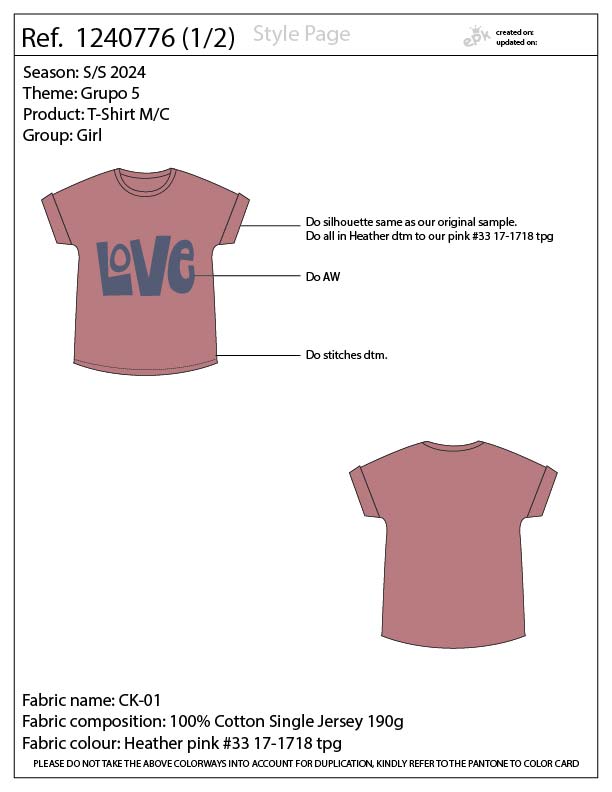 Ref. 1240776 (1/2)
Style Page
epk
created on:
updated on:
Season: S/S 2024
Theme: Grupo 5
Product: T-Shirt M/C
Group: Girl
Do silhouette same as our original sample.
Do all in Heather dtm to our pink #33 17-1718 tpg
LOVe
Do AW
Do stitches dtm.
Fabric name: CK-01
Fabric composition: 100% Cotton Single Jersey 190g
Fabric colour: Heather pink #33 17-1718 tpg
PLEASE DO NOT TAKE THE ABOVE COLORWAYS INTO ACCOUNT FOR DUPLICATION, KINDLY REFER TO THE PANTONE TO COLOR CARD